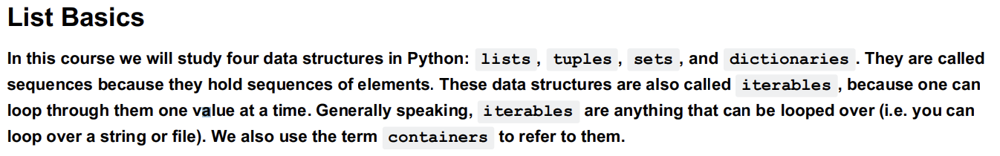 List Basics
In this course we will study four data structures in Python: lists, tuples, sets, and dictionaries. They are called
sequences because they hold sequences of elements. These data structures are also called iterables, because one can
loop through them one value at a time. Generally speaking, iterables are anything that can be looped over (i.e. you can
loop over a string or file). We also use the term containers to refer to them.